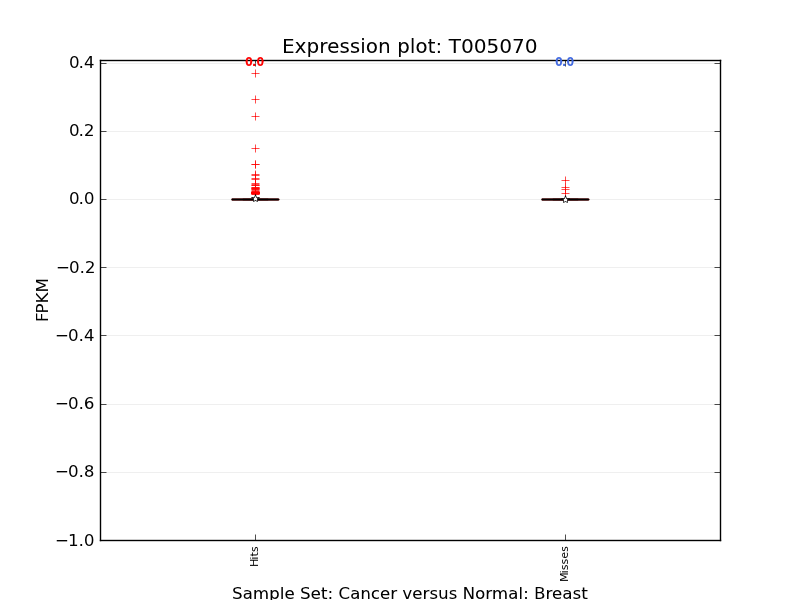 Expression plot: T005070
0.0 0.0
0.4
0.2
0.0
−0.2
−0.4
−0.6
−0.8
−1.0
FPKM
Hits
Misses
Sample Set: Cancer versus Normal: Breast